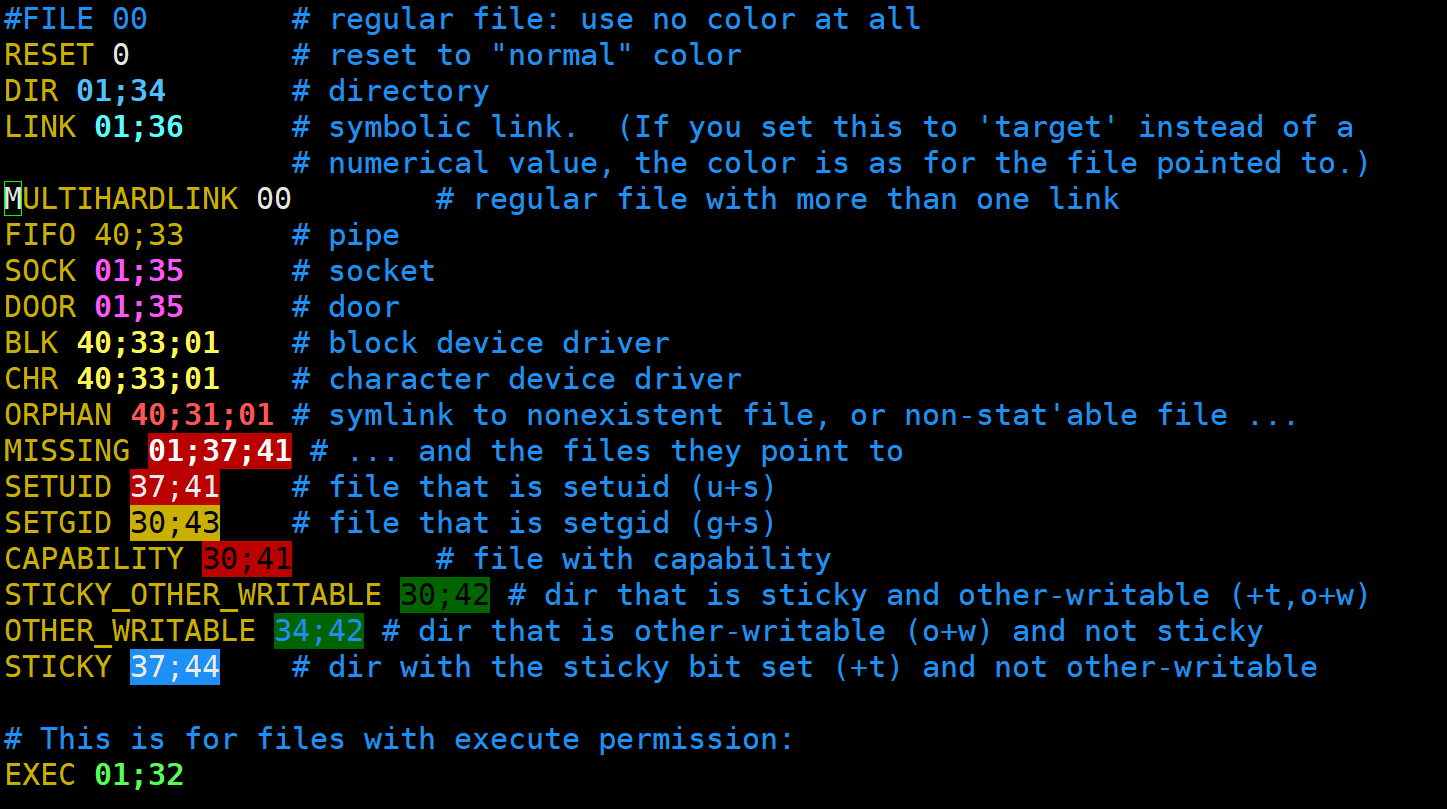 #FILE 00        # regular file: use no color at all
RESET 0         # reset to "normal" color
DIR 01;34       # directory
LINK 01;36      # symbolic link.  (If you set this to 'target' instead of a
                # numerical value, the color is as for the file pointed to.)
MULTIHARDLINK 00        # regular file with more than one link
FIFO 40;33      # pipe
SOCK 01;35      # socket
DOOR 01;35      # door
BLK 40;33;01    # block device driver
CHR 40;33;01    # character device driver
ORPHAN 40;31;01 # symlink to nonexistent file, or non-stat'able file ...
MISSING 01;37;41 # ... and the files they point to
SETUID 37;41    # file that is setuid (u+s)
SETGID 30;43    # file that is setgid (g+s)
CAPABILITY 30;41        # file with capability
STICKY_OTHER_WRITABLE 30;42 # dir that is sticky and other-writable (+t,o+w)
OTHER_WRITABLE 34;42 # dir that is other-writable (o+w) and not sticky
STICKY 37;44    # dir with the sticky bit set (+t) and not other-writable

# This is for files with execute permission:
EXEC 01;32